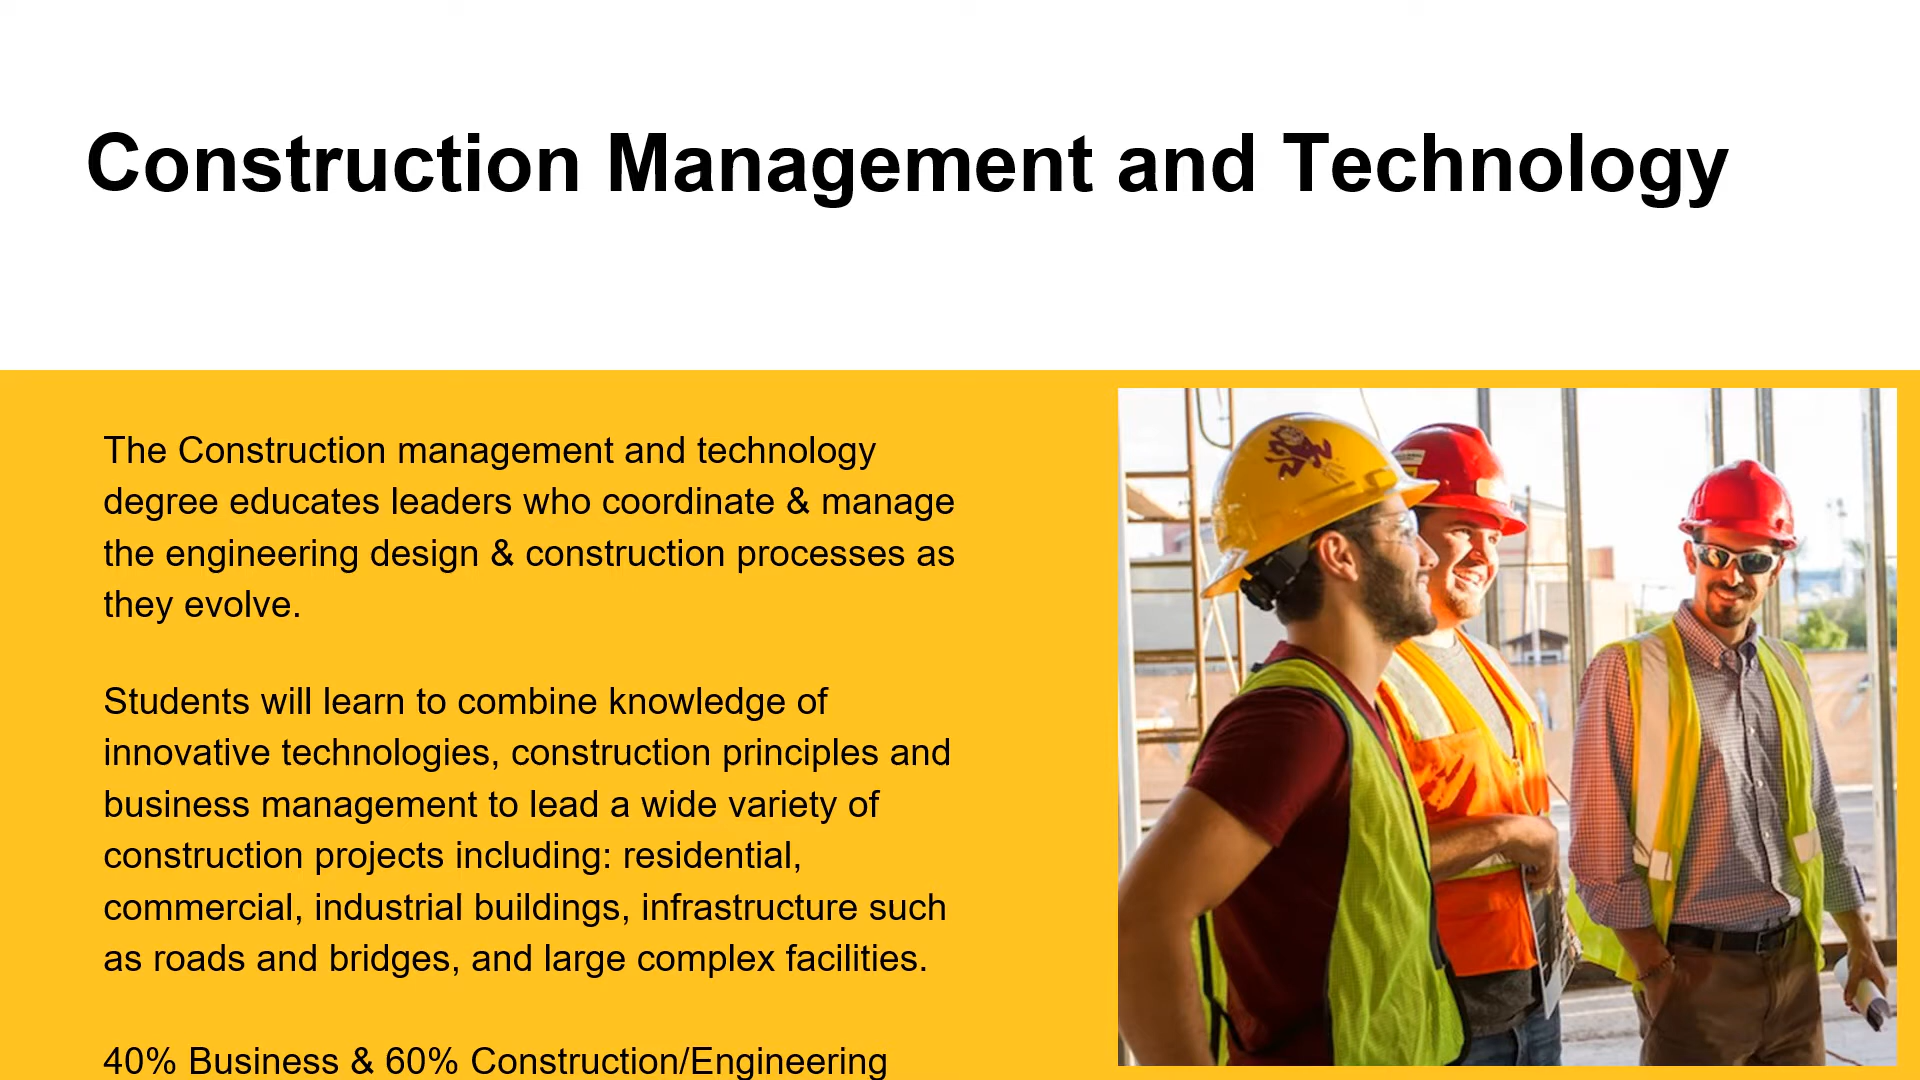 Construction Management and Technology
The Construction management and technology
degree educates leaders who coordinate & manage
the engineering design & construction processes as
they evolve.
Students will learn to combine knowledge of
innovative technologies, construction principles and
business management to lead a wide variety of
construction projects including: residential,
commercial, industrial buildings, infrastructure such
as roads and bridges, and large complex facilities.
40% Business & 60% Construction/Engineering